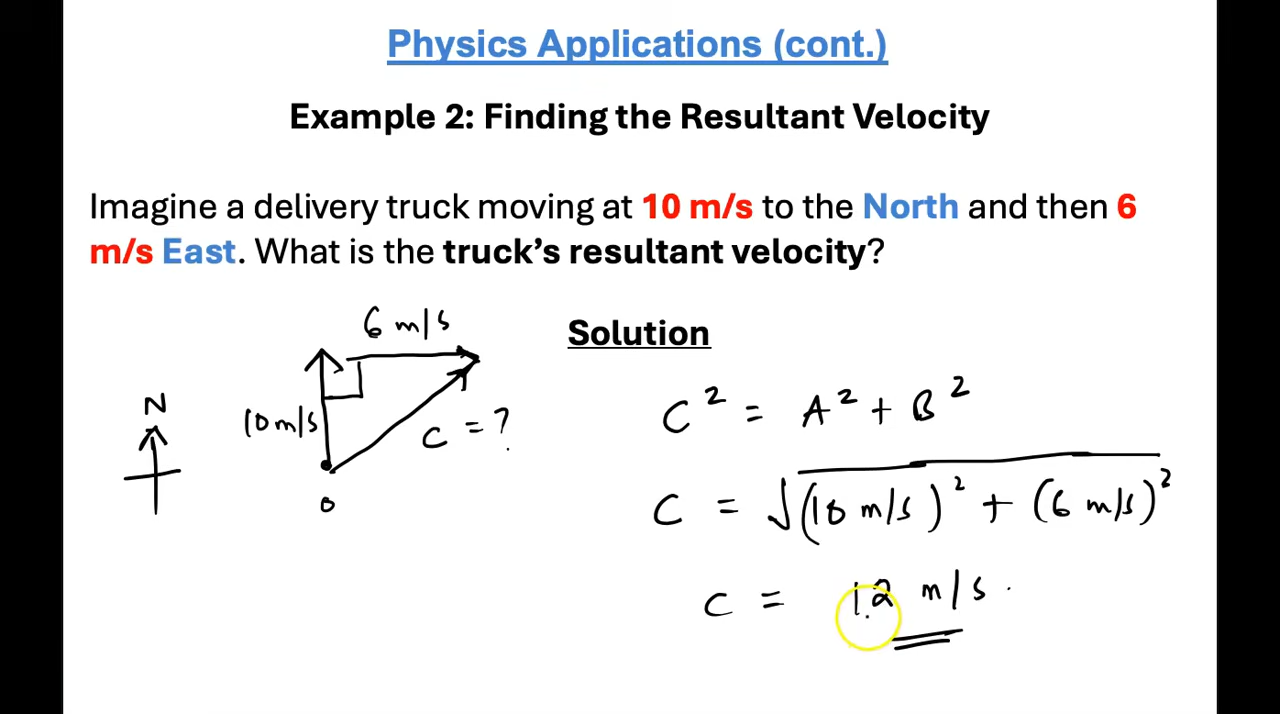 Physics Applications (cont.)
Example 2: Finding the Resultant Velocity
Imagine a delivery truck moving at 10 m/s to the North and then 6
m/s East. What is the truck’s resultant velocity?
Solution
6 m/s
N
10 m/s
C = ?
0
C² = A² + B²
C = √(10 m/s)² + (6 m/s)²
C = 12 m/s.